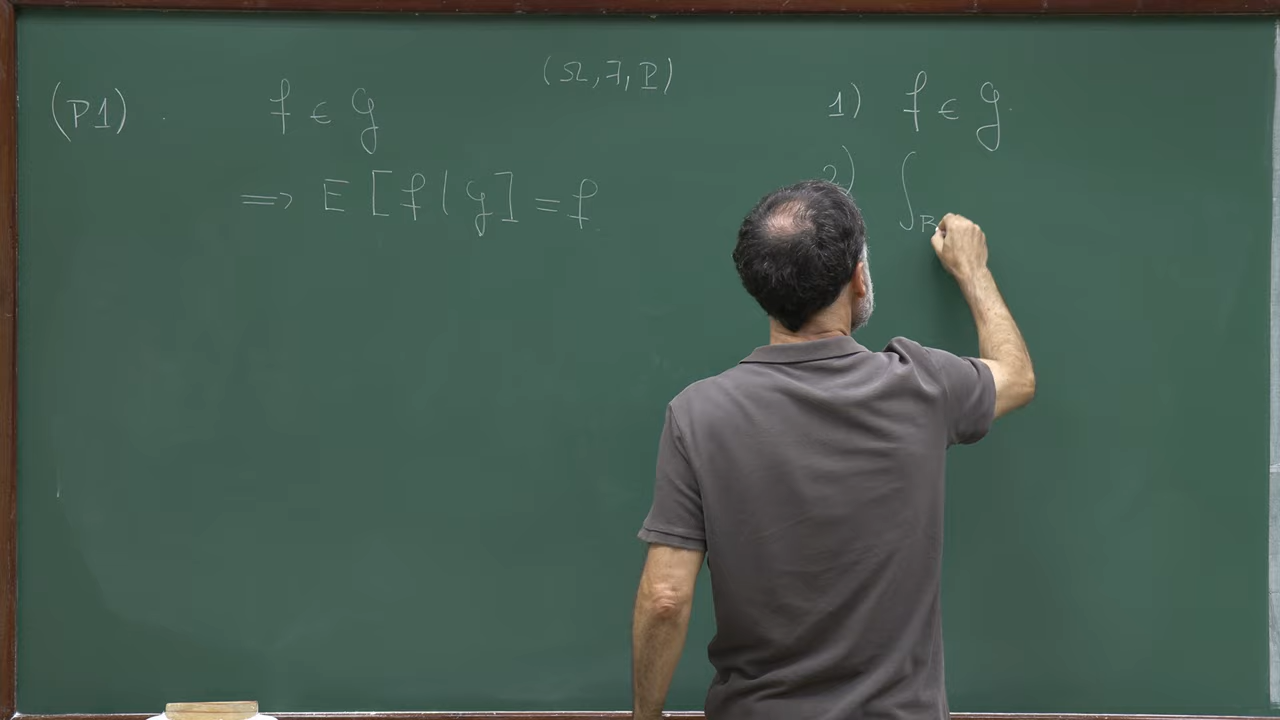 (Ω, F, P)
(P1) f ∈ G
⟹ E [f | G] = f
1) f ∈ G.
2) ∫_B